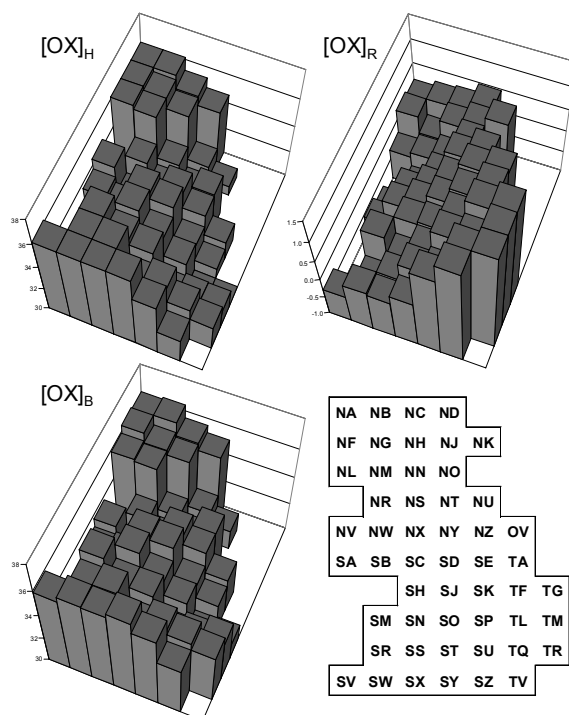 [OX]H
38
36
34
32
30
[OX]R
1.5
1.0
0.5
0.0
-0.5
-1.0
[OX]B
38
36
34
32
30
NA NB NC ND
NF NG NH NJ NK
NL NM NN NO
NR NS NT NU
NV NW NX NY NZ OV
SA SB SC SD SE TA
SH SJ SK TF TG
SM SN SO SP TL TM
SR SS ST SU TQ TR
SV SW SX SY SZ TV